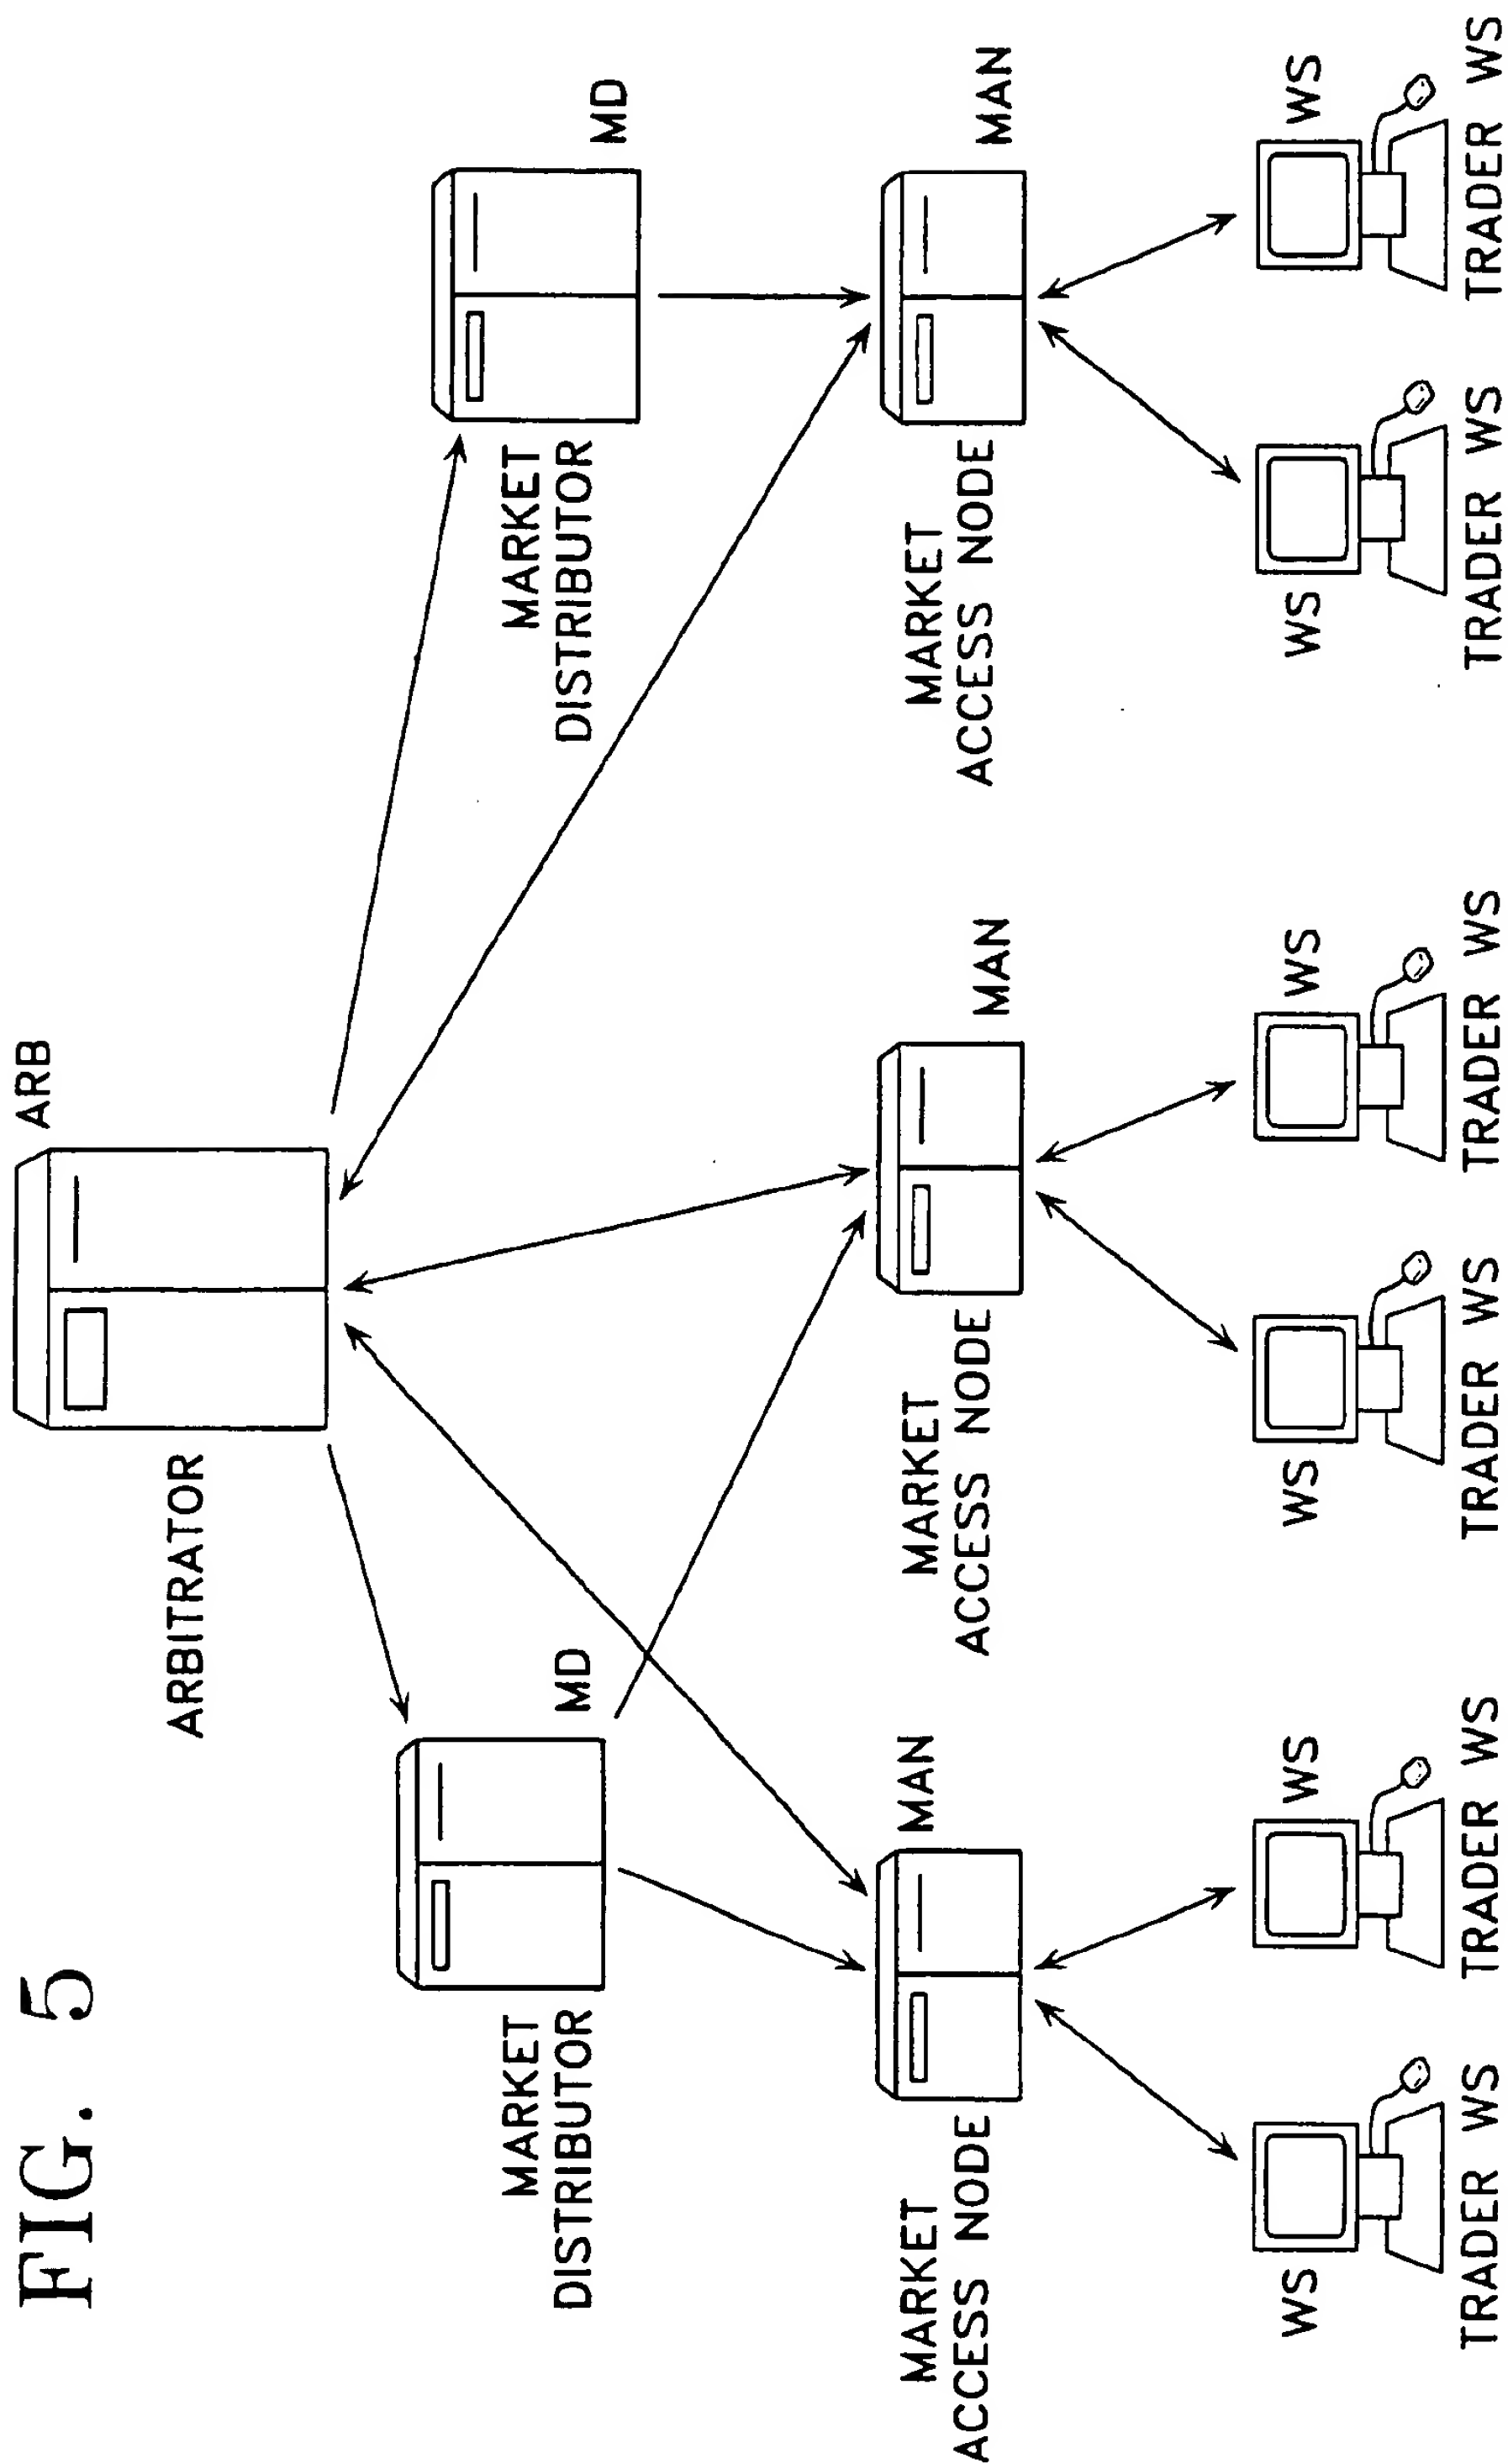 FIG. 5
ARB
ARBITRATOR
MD
MARKET
DISTRIBUTOR
MD
MARKET
DISTRIBUTOR
MAN
MARKET
ACCESS NODE
MAN
MARKET
ACCESS NODE
MAN
MARKET
ACCESS NODE
WS
WS
WS
WS
WS
WS
TRADER WS
TRADER WS
TRADER WS
TRADER WS
TRADER WS
TRADER WS